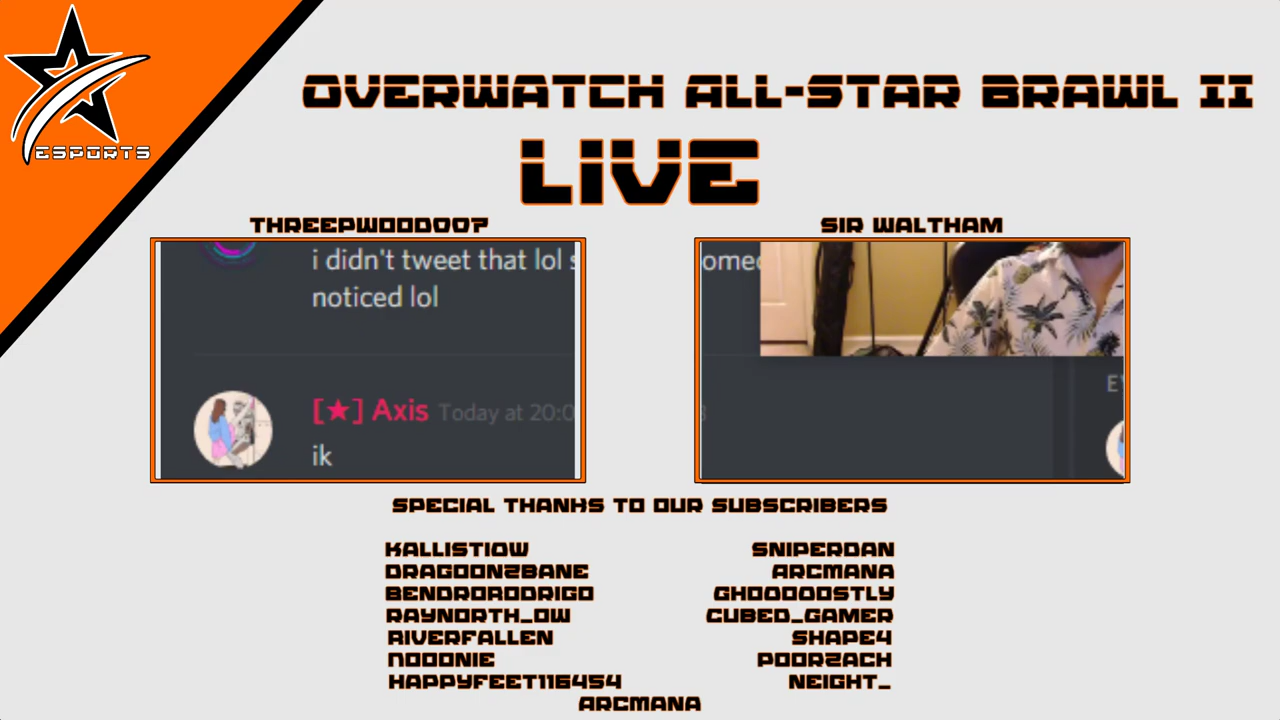 ESPORTS
OVERWATCH ALL-STAR BRAWL II
LIVE
THREEPWOOD007
SIR WALTHAM
i didn't tweet that lol s
noticed lol
[★] Axis Today at 20:0
ik
SPECIAL THANKS TO OUR SUBSCRIBERS
KALLISTIOW
SNIPERDAN
DRAGOONZBANE
ARCMANA
BENDRORODRIGO
GHOOOOOSTLY
RAYNORTH_OW
CUBED_GAMER
RIVERFALLEN
SHAPE4
NOOONIE
POORZACH
HAPPYFEET116454
NEIGHT_
ARCMANA